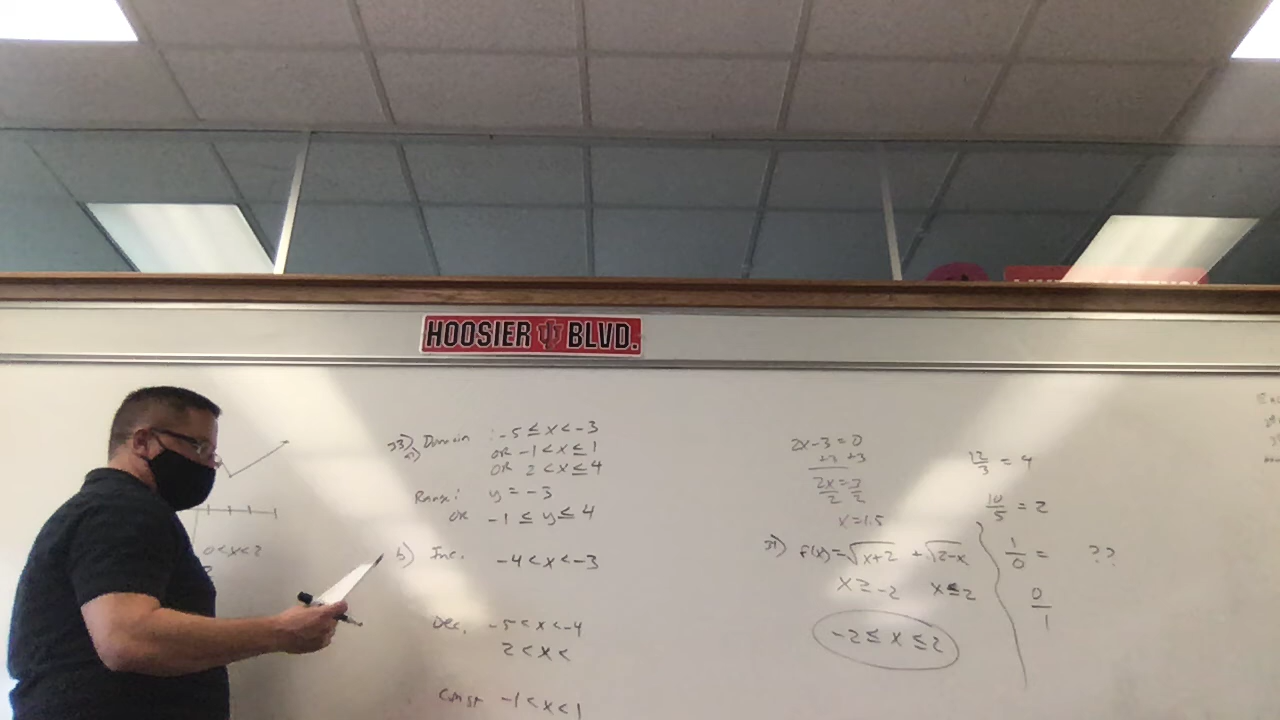 HOOSIER BLVD.
0<x<2
33) Domain : -5≤x<-3
a) OR -1<x≤1
OR 2<x≤4
Range: y=-3
OR -1≤y≤4
b) Inc. -4<x<-3
Dec. -5<x<-4
2<x<
Const -1<x<1
2x-3=0
+3 +3
2x=3
2 2
x=1.5
f(x)=√x+2 +√2-x
x≥-2 x≤2
-2≤x≤2
12/3 = 4
10/5 = 2
1/0 = ??
0/1